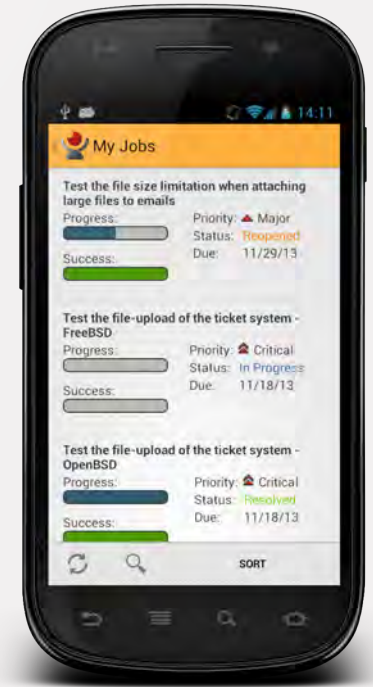 14:11
My Jobs
Test the file size limitation when attaching
large files to emails
Progress:
Priority: Major
Status: Reopened
Success:
Due: 11/29/13
Test the file-upload of the ticket system -
FreeBSD
Progress:
Priority: Critical
Status: In Progress
Success:
Due: 11/18/13
Test the file-upload of the ticket system -
OpenBSD
Progress:
Priority: Critical
Status: Resolved
Success:
Due: 11/18/13
SORT